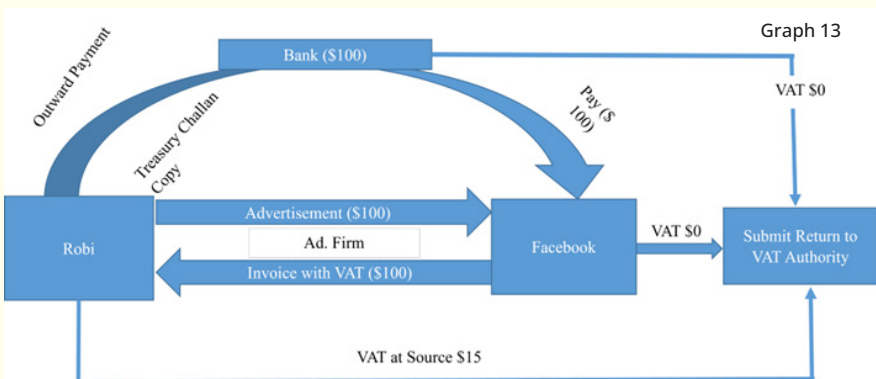 Graph 13
Outward Payment
Bank ($100)
VAT $0
Treasury Challan
Copy
Pay ($
100)
Robi
Advertisement ($100)
Ad. Firm
Invoice with VAT ($100)
Facebook
VAT $0
Submit Return to
VAT Authority
VAT at Source $15